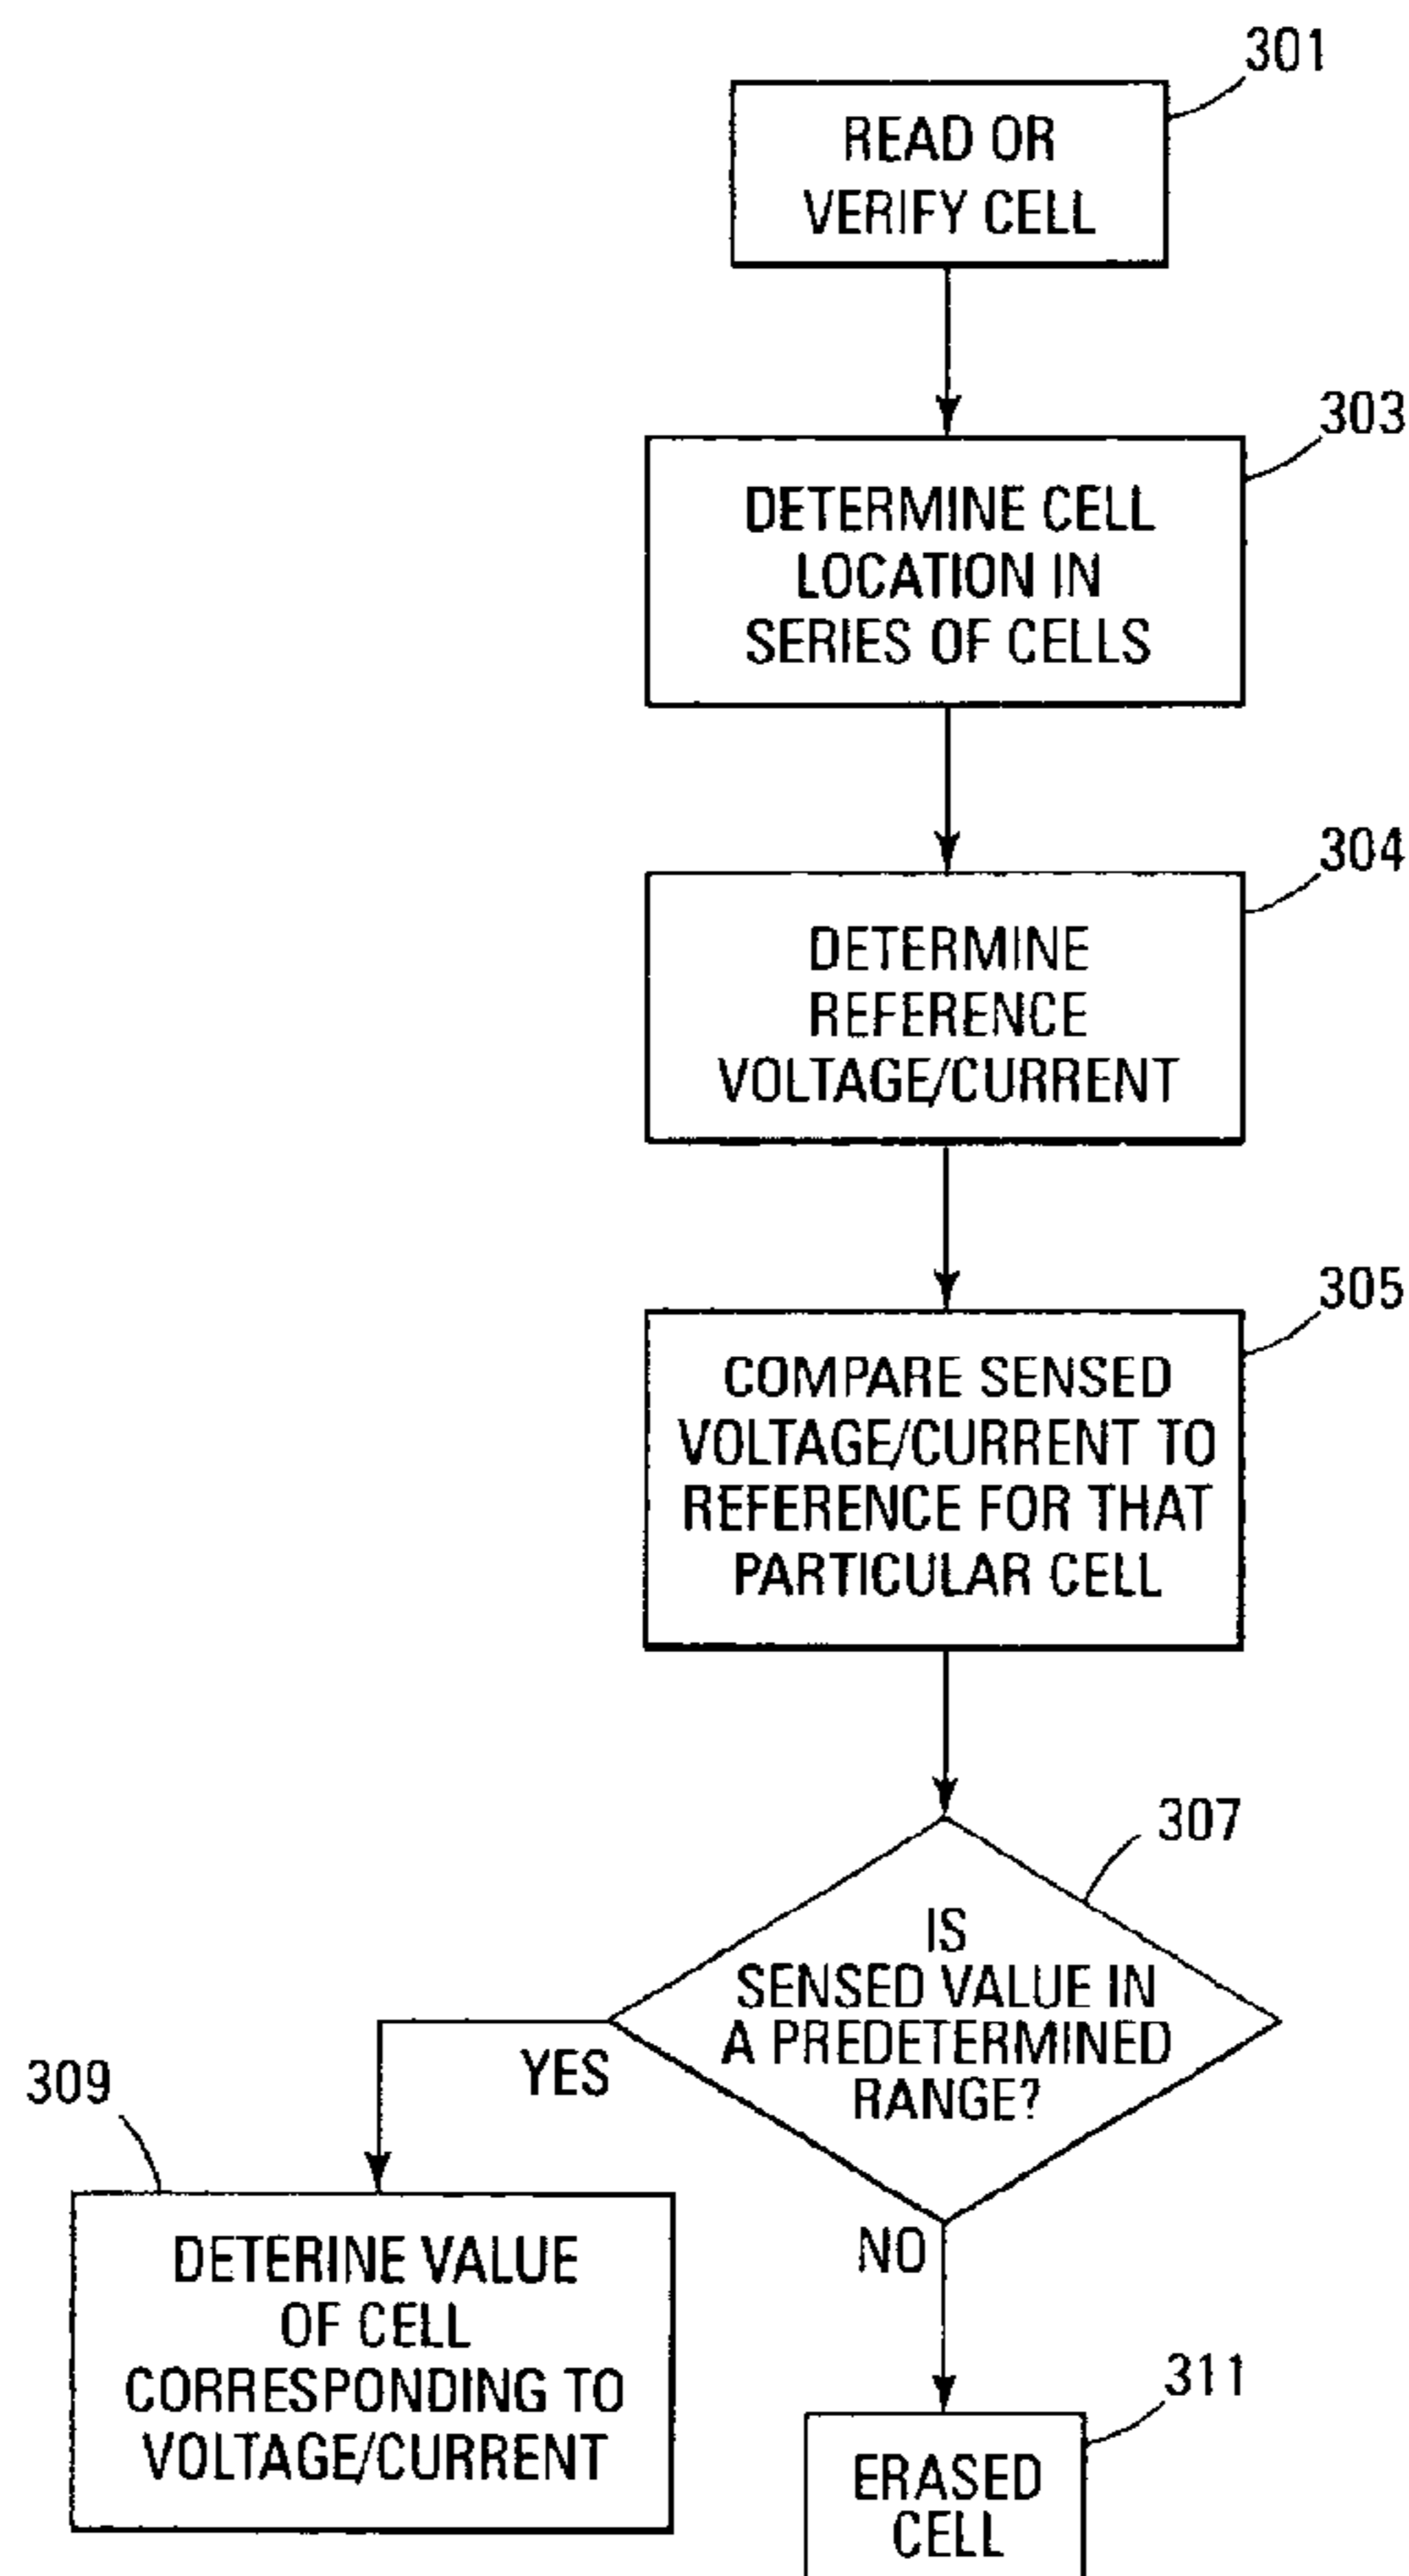 301
READ OR
VERIFY CELL
303
DETERMINE CELL
LOCATION IN
SERIES OF CELLS
304
DETERMINE
REFERENCE
VOLTAGE/CURRENT
305
COMPARE SENSED
VOLTAGE/CURRENT TO
REFERENCE FOR THAT
PARTICULAR CELL
307
IS
SENSED VALUE IN
A PREDETERMINED
RANGE?
YES
309
DETERINE VALUE
OF CELL
CORRESPONDING TO
VOLTAGE/CURRENT
NO
311
ERASED
CELL